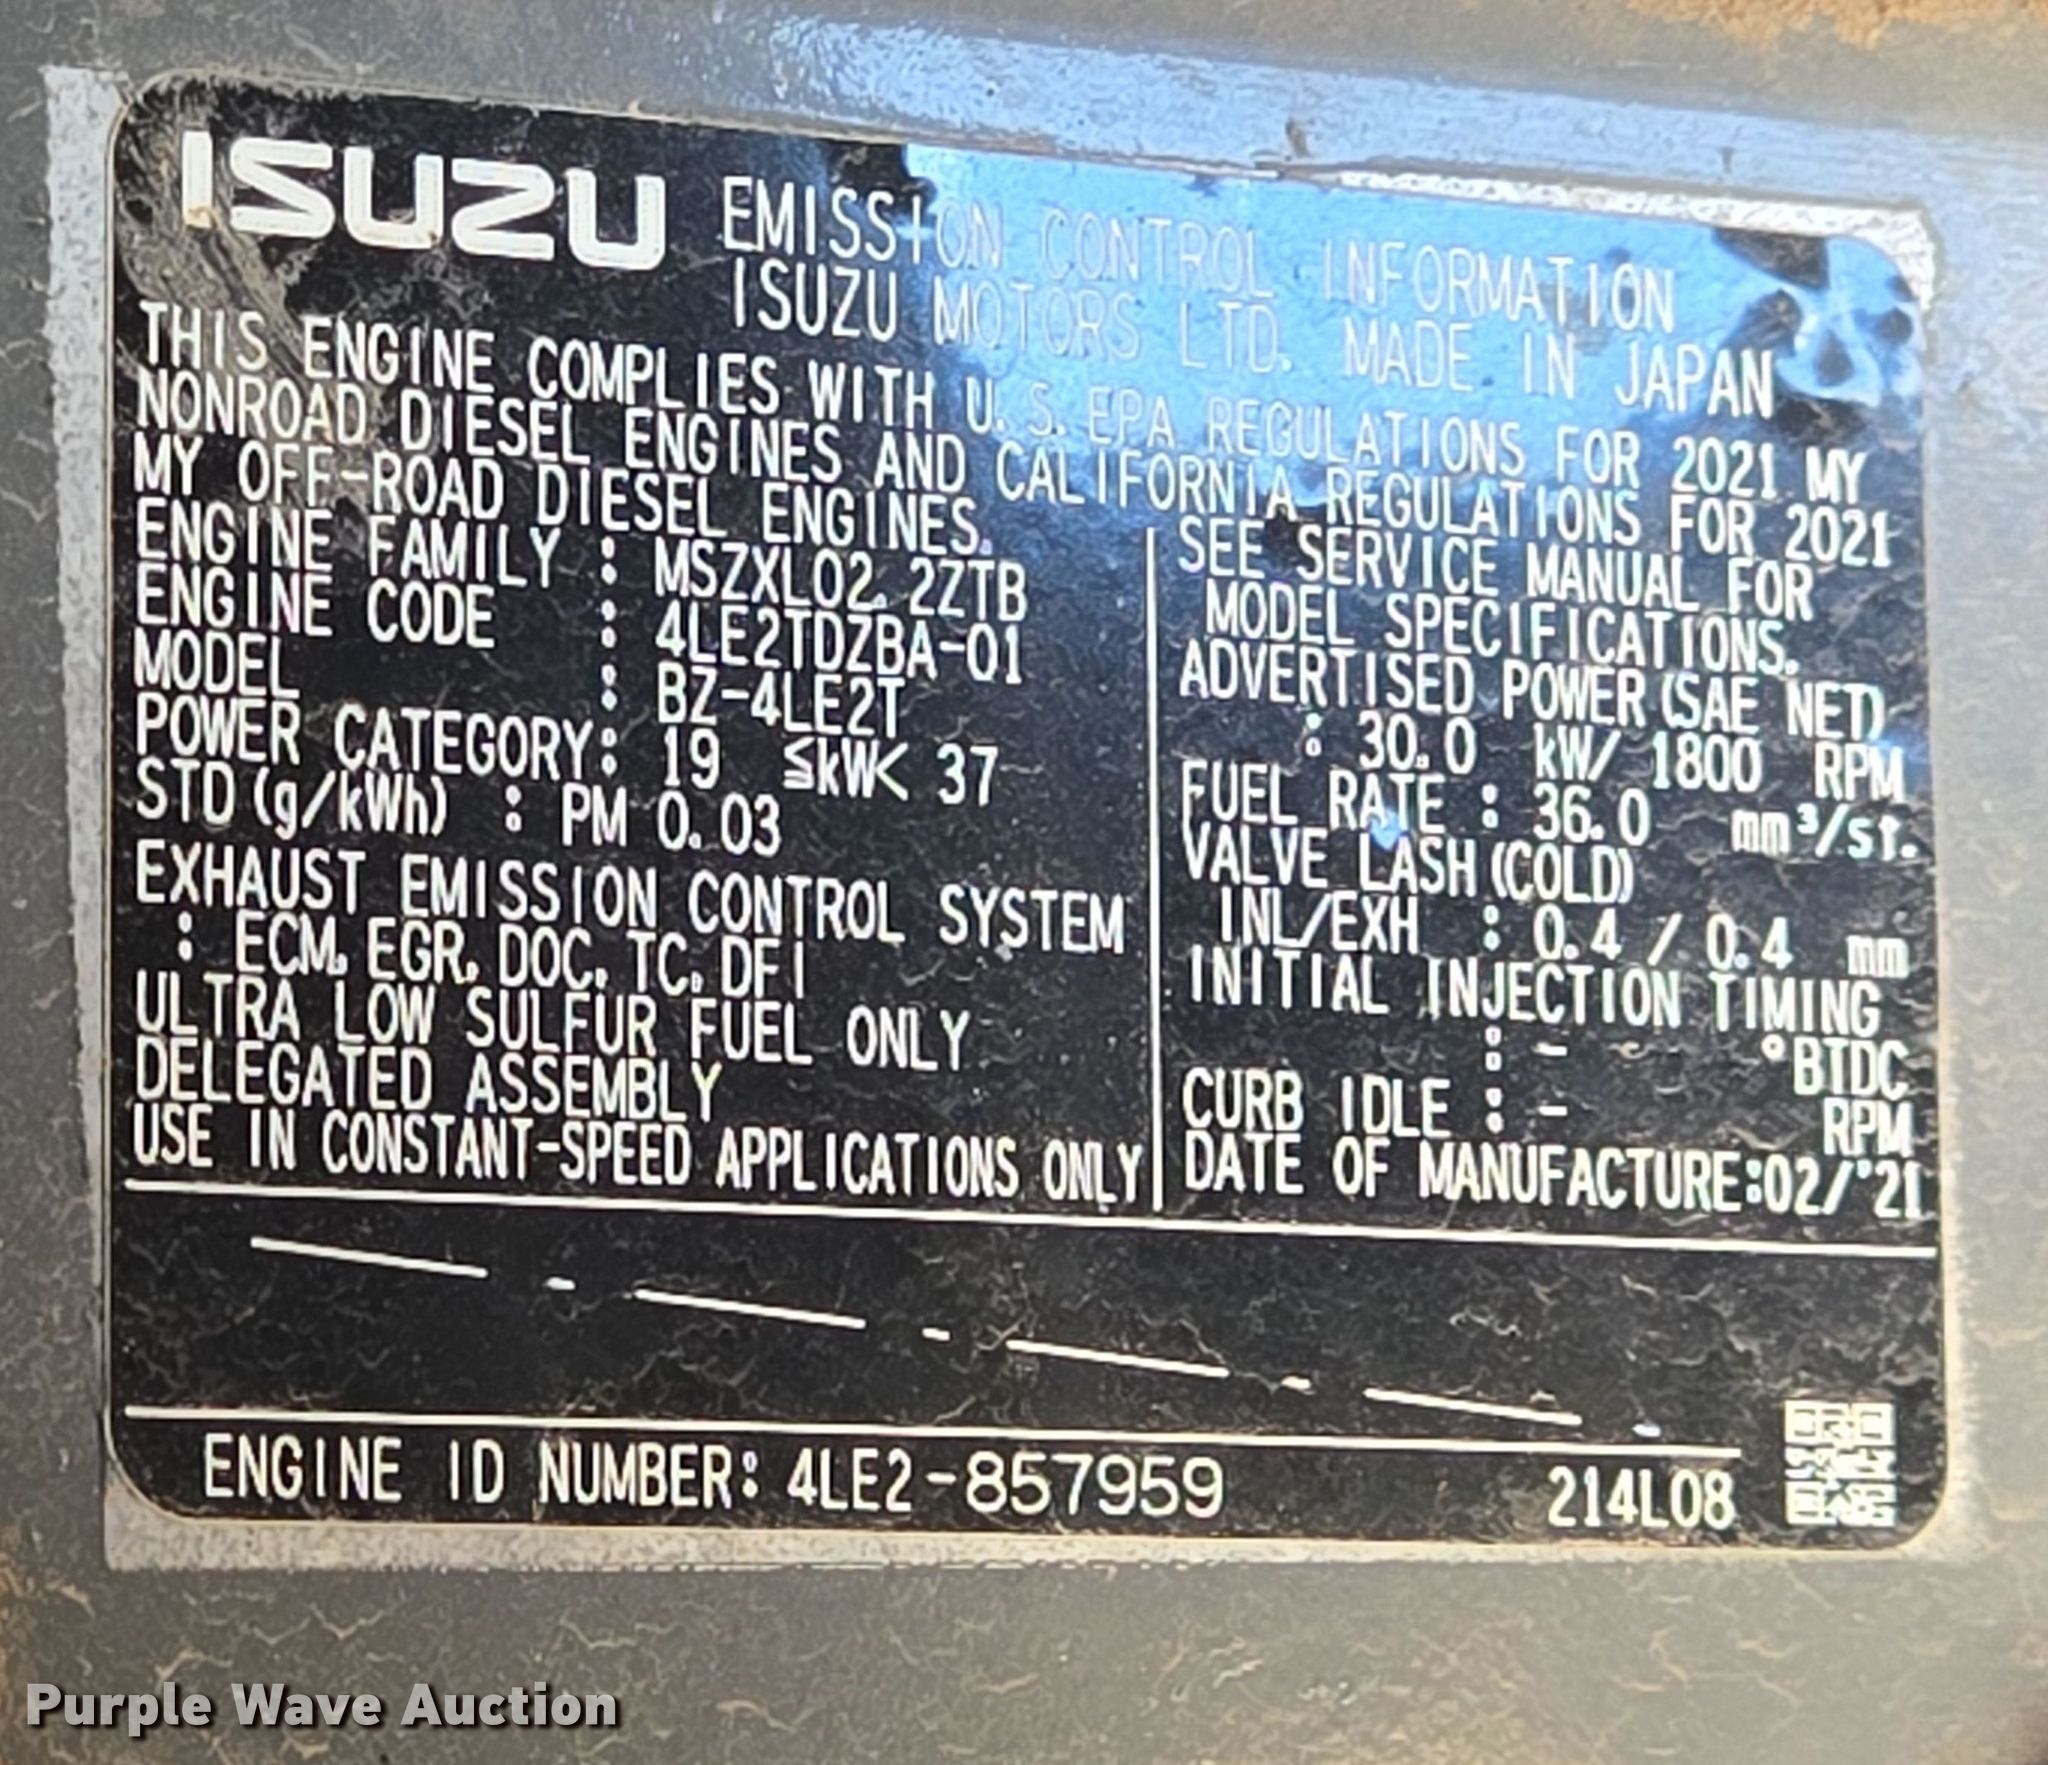 ISUZU EMISSION CONTROL INFORMATION
ISUZU MOTORS LTD. MADE IN JAPAN
THIS ENGINE COMPLIES WITH U.S.EPA REGULATIONS FOR 2021 MY
NONROAD DIESEL ENGINES AND CALIFORNIA REGULATIONS FOR 2021
MY OFF-ROAD DIESEL ENGINES.
ENGINE FAMILY : MSZXL02.2ZTB
ENGINE CODE : 4LE2TDZBA-01
MODEL : BZ-4LE2T
POWER CATEGORY: 19 ≦kW< 37
STD(g/kWh) : PM 0.03
EXHAUST EMISSION CONTROL SYSTEM
: ECM, EGR, DOC, TC, DFI
ULTRA LOW SULFUR FUEL ONLY
DELEGATED ASSEMBLY
USE IN CONSTANT-SPEED APPLICATIONS ONLY
SEE SERVICE MANUAL FOR
MODEL SPECIFICATIONS.
ADVERTISED POWER(SAE NET)
: 30.0 kW/ 1800 RPM
FUEL RATE : 36.0 mm³/st.
VALVE LASH(COLD)
INL/EXH : 0.4 / 0.4 mm
INITIAL INJECTION TIMING
: - °BTDC
CURB IDLE : - RPM
DATE OF MANUFACTURE:02/'21
ENGINE ID NUMBER: 4LE2-857959
214L08
Purple Wave Auction